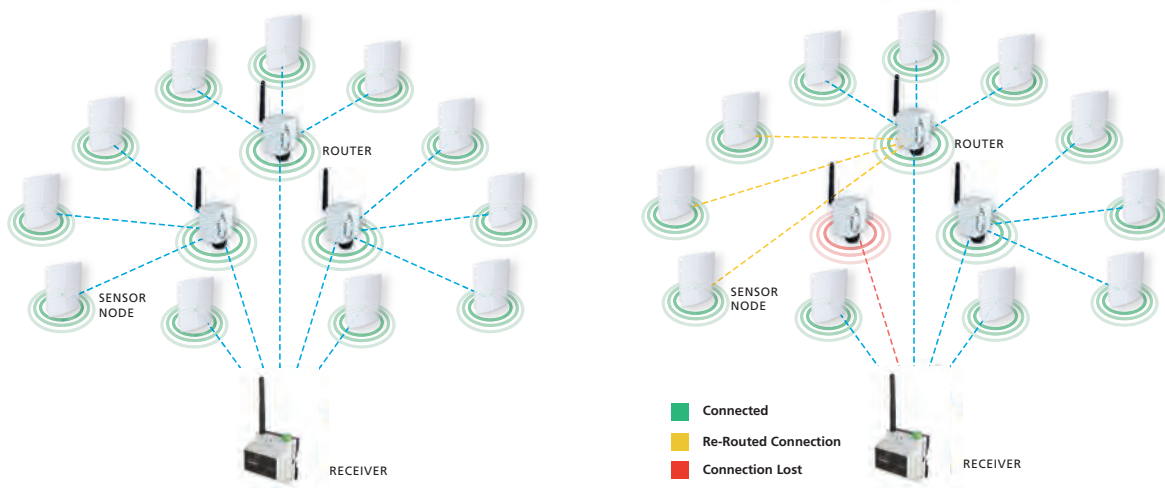 ROUTER
SENSOR
NODE
RECEIVER
ROUTER
SENSOR
NODE
Connected
Re-Routed Connection
Connection Lost
RECEIVER